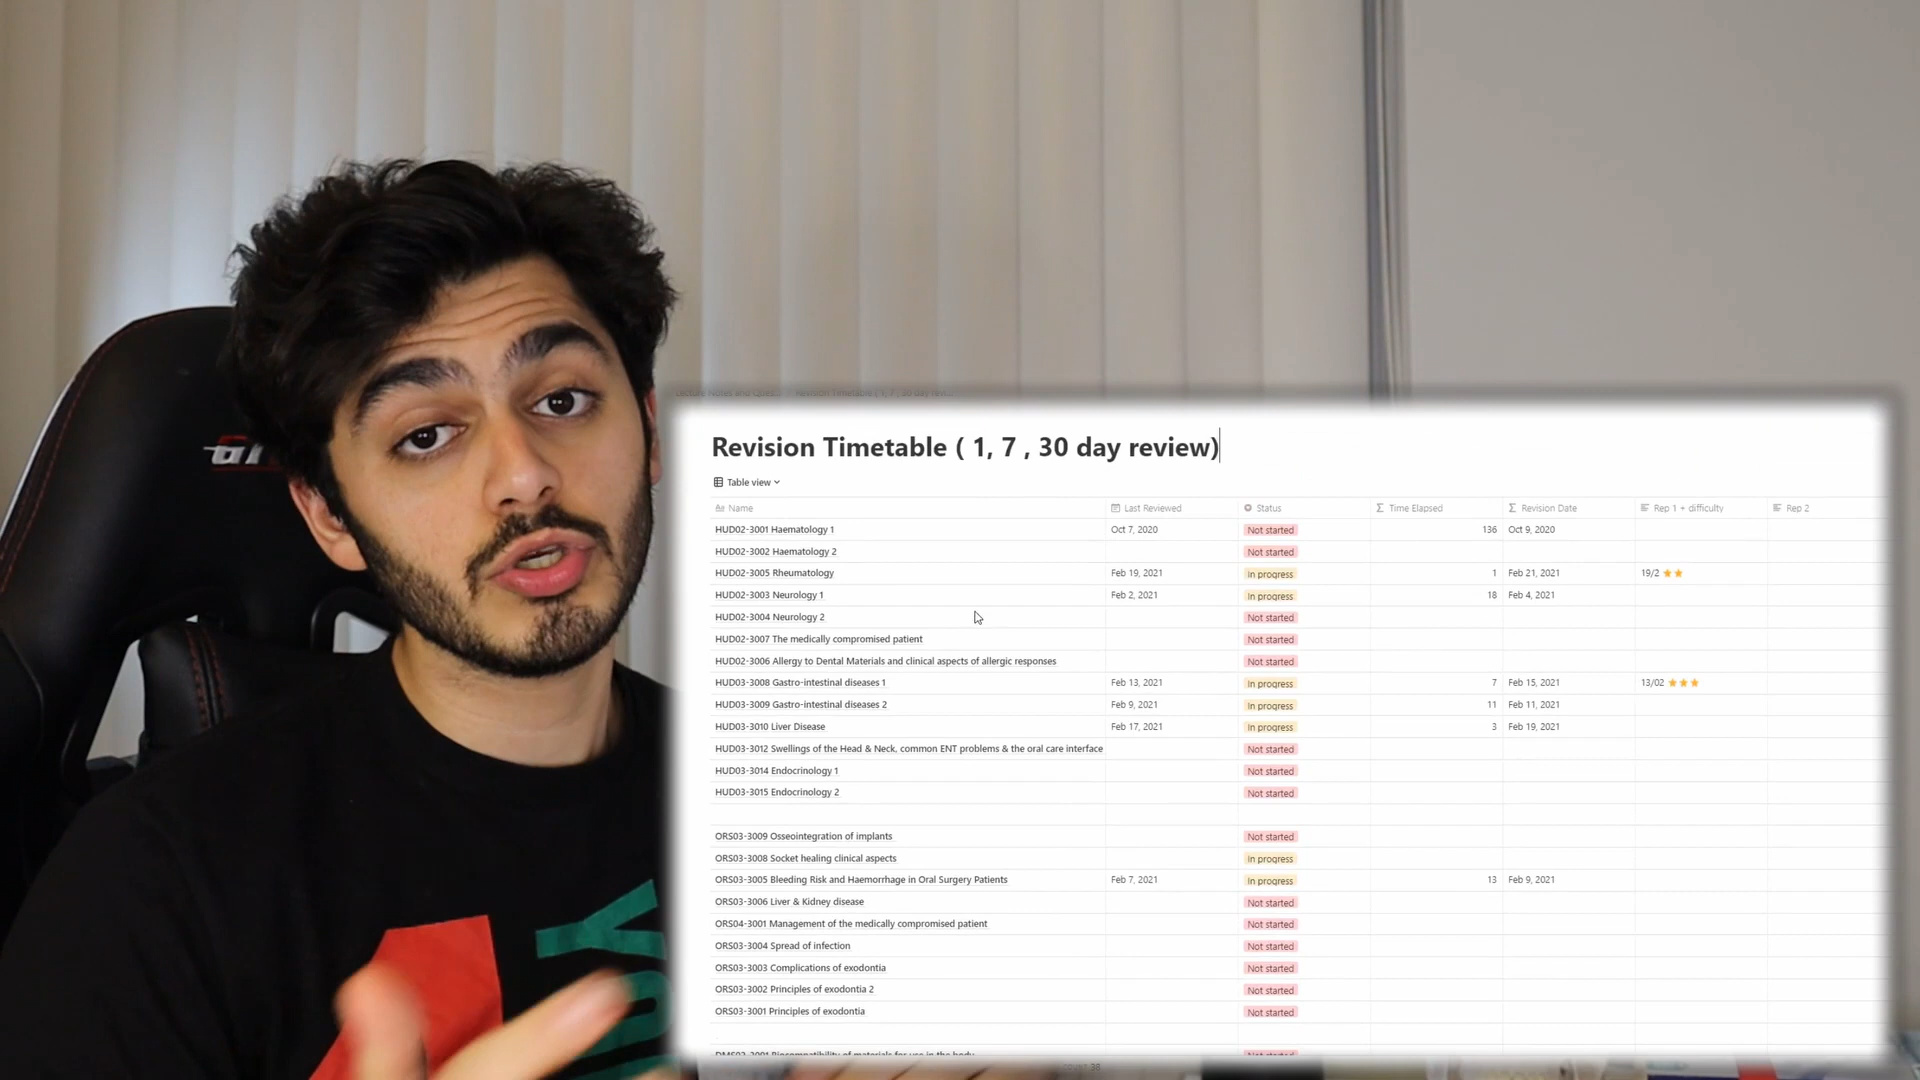 Revision Timetable ( 1, 7 , 30 day review)
Table view
Name Last Reviewed Status Time Elapsed Revision Date Rep 1 + difficulty Rep 2
HUD02-3001 Haematology 1 Oct 7, 2020 Not started 136 Oct 9, 2020
HUD02-3002 Haematology 2 Not started
HUD02-3005 Rheumatology Feb 19, 2021 In progress 1 Feb 21, 2021 19/2 ⭐⭐
HUD02-3003 Neurology 1 Feb 2, 2021 In progress 18 Feb 4, 2021
HUD02-3004 Neurology 2 Not started
HUD02-3007 The medically compromised patient Not started
HUD02-3006 Allergy to Dental Materials and clinical aspects of allergic responses Not started
HUD03-3008 Gastro-intestinal diseases 1 Feb 13, 2021 In progress 7 Feb 15, 2021 13/02 ⭐⭐⭐
HUD03-3009 Gastro-intestinal diseases 2 Feb 9, 2021 In progress 11 Feb 11, 2021
HUD03-3010 Liver Disease Feb 17, 2021 In progress 3 Feb 19, 2021
HUD03-3012 Swellings of the Head & Neck, common ENT problems & the oral care interface Not started
HUD03-3014 Endocrinology 1 Not started
HUD03-3015 Endocrinology 2 Not started
ORS03-3009 Osseointegration of implants Not started
ORS03-3008 Socket healing clinical aspects In progress
ORS03-3005 Bleeding Risk and Haemorrhage in Oral Surgery Patients Feb 7, 2021 In progress 13 Feb 9, 2021
ORS03-3006 Liver & Kidney disease Not started
ORS04-3001 Management of the medically compromised patient Not started
ORS03-3004 Spread of infection Not started
ORS03-3003 Complications of exodontia Not started
ORS03-3002 Principles of exodontia 2 Not started
ORS03-3001 Principles of exodontia Not started